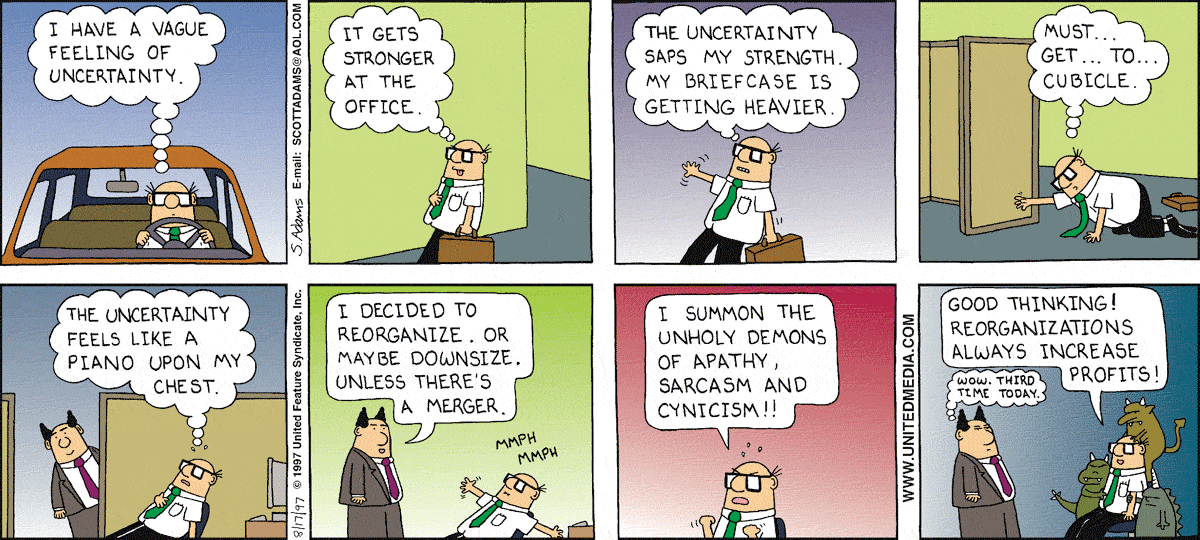 I HAVE A VAGUE
FEELING OF
UNCERTAINTY.
S. Adams E-mail: SCOTTADAMS@AOL.COM
IT GETS
STRONGER
AT THE
OFFICE.
THE UNCERTAINTY
SAPS MY STRENGTH.
MY BRIEFCASE IS
GETTING HEAVIER.
MUST...
GET... TO...
CUBICLE.
THE UNCERTAINTY
FEELS LIKE A
PIANO UPON MY
CHEST.
8/17/97 © 1997 United Feature Syndicate, Inc.
I DECIDED TO
REORGANIZE. OR
MAYBE DOWNSIZE.
UNLESS THERE'S
A MERGER.
MMPH
MMPH
I SUMMON THE
UNHOLY DEMONS
OF APATHY,
SARCASM AND
CYNICISM!!
WWW.UNITEDMEDIA.COM
GOOD THINKING!
REORGANIZATIONS
ALWAYS INCREASE
PROFITS!
WOW. THIRD
TIME TODAY.